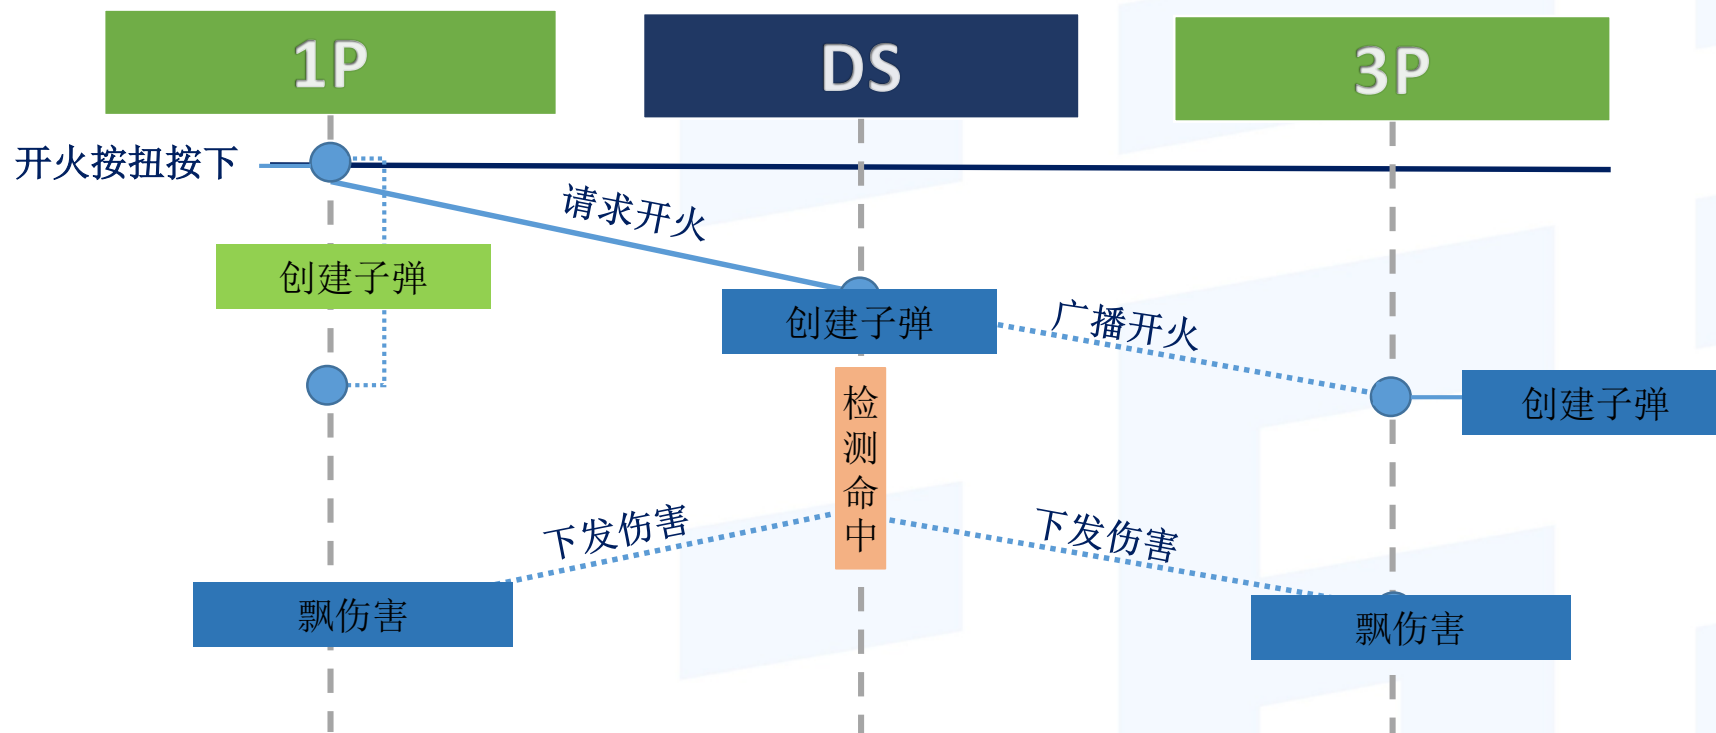 1P
DS
3P
开火按扭按下
请求开火
创建子弹
创建子弹
广播开火
创建子弹
检测命中
下发伤害
下发伤害
飘伤害
飘伤害